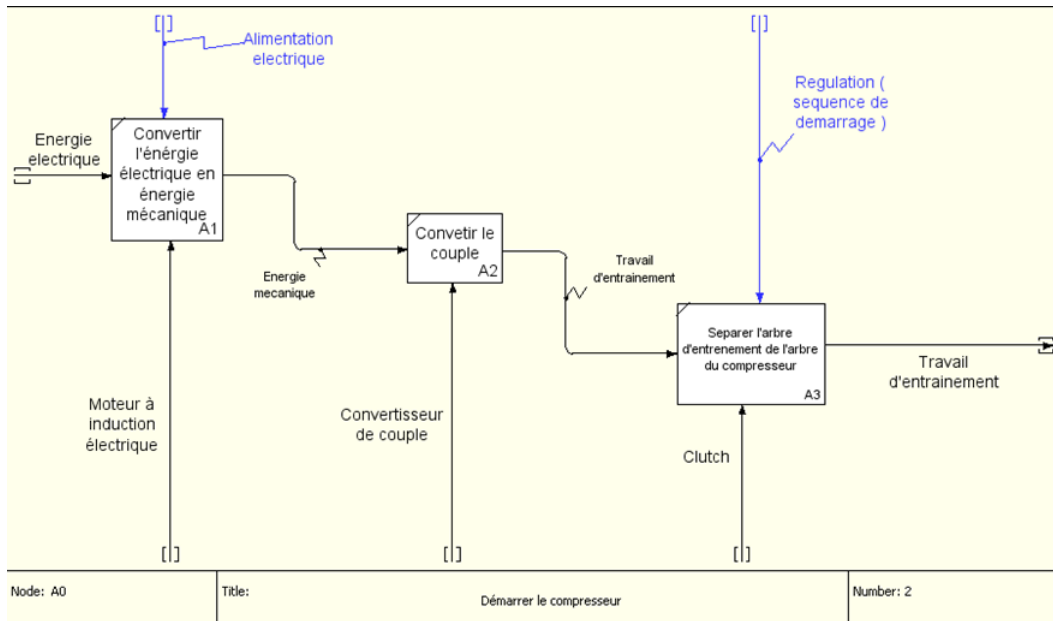 Alimentation
electrique
Regulation (
sequence de
demarrage )
Energie
electrique
Convertir
l'énérgie
électrique en
énergie
mécanique
A1
Convetir le
couple
A2
Energie
mecanique
Travail
d'entrainement
Separer l'arbre
d'entrenement de l'arbre
du compresseur
A3
Travail
d'entrainement
Moteur à
induction
électrique
Convertisseur
de couple
Clutch
Node: A0
Title:
Démarrer le compresseur
Number: 2